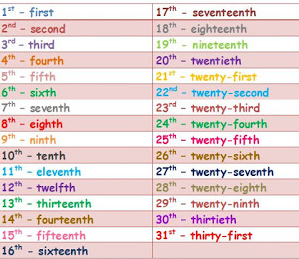 1st – first
2nd – second
3rd – third
4th – fourth
5th – fifth
6th – sixth
7th – seventh
8th – eighth
9th – ninth
10th – tenth
11th – eleventh
12th – twelfth
13th – thirteenth
14th – fourteenth
15th – fifteenth
16th – sixteenth
17th – seventeenth
18th – eighteenth
19th – nineteenth
20th – twentieth
21st – twenty-first
22nd – twenty-second
23rd – twenty-third
24th – twenty-fourth
25th – twenty-fifth
26th – twenty-sixth
27th – twenty-seventh
28th – twenty-eighth
29th – twenty-ninth
30th – thirtieth
31st – thirty-first